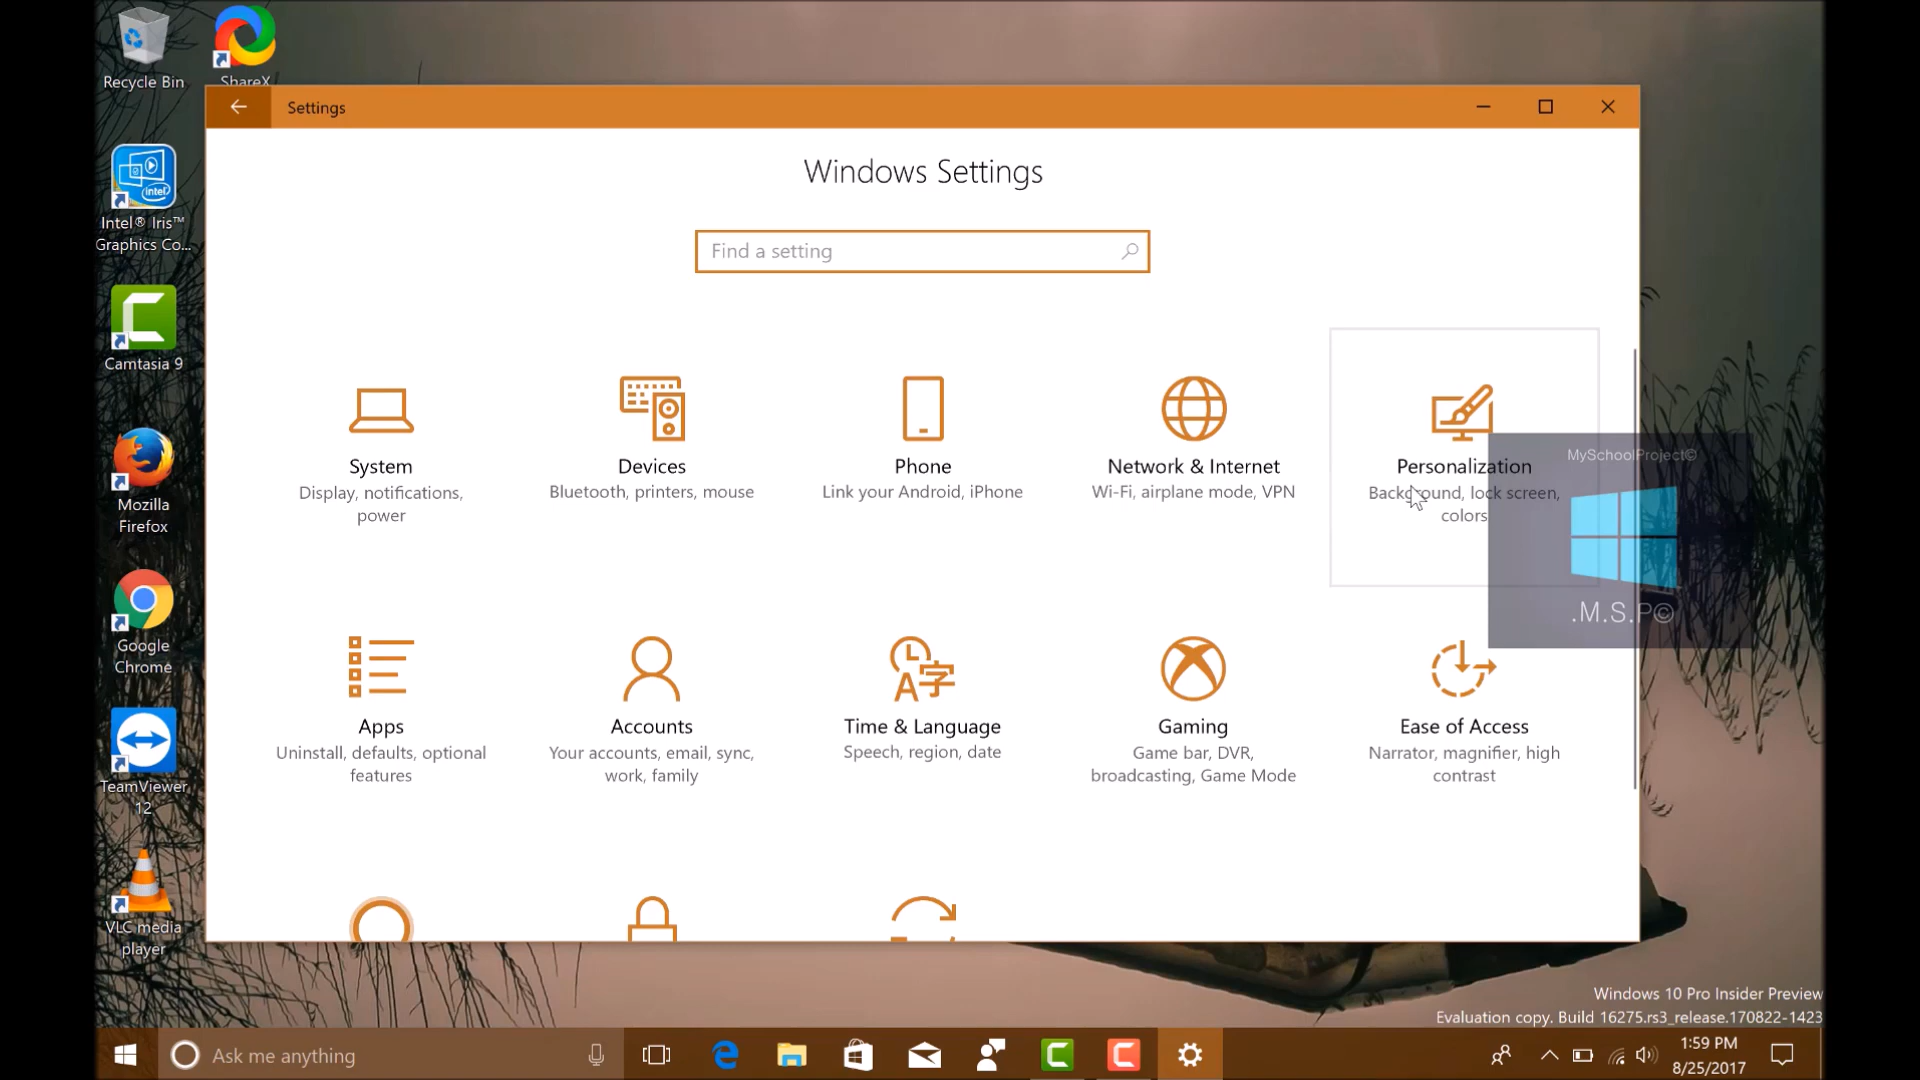 Recycle Bin
ShareX
Intel® Iris™
Graphics Co...
intel
Camtasia 9
Mozilla
Firefox
Google
Chrome
TeamViewer
12
VLC media
player
Settings
Windows Settings
Find a setting
System
Display, notifications,
power
Devices
Bluetooth, printers, mouse
Phone
Link your Android, iPhone
Network & Internet
Wi-Fi, airplane mode, VPN
Personalization
Background, lock screen,
colors
MySchoolProject©
.M.S.P©
Apps
Uninstall, defaults, optional
features
Accounts
Your accounts, email, sync,
work, family
Time & Language
Speech, region, date
Gaming
Game bar, DVR,
broadcasting, Game Mode
Ease of Access
Narrator, magnifier, high
contrast
Windows 10 Pro Insider Preview
Evaluation copy. Build 16275.rs3_release.170822-1423
Ask me anything
1:59 PM
8/25/2017